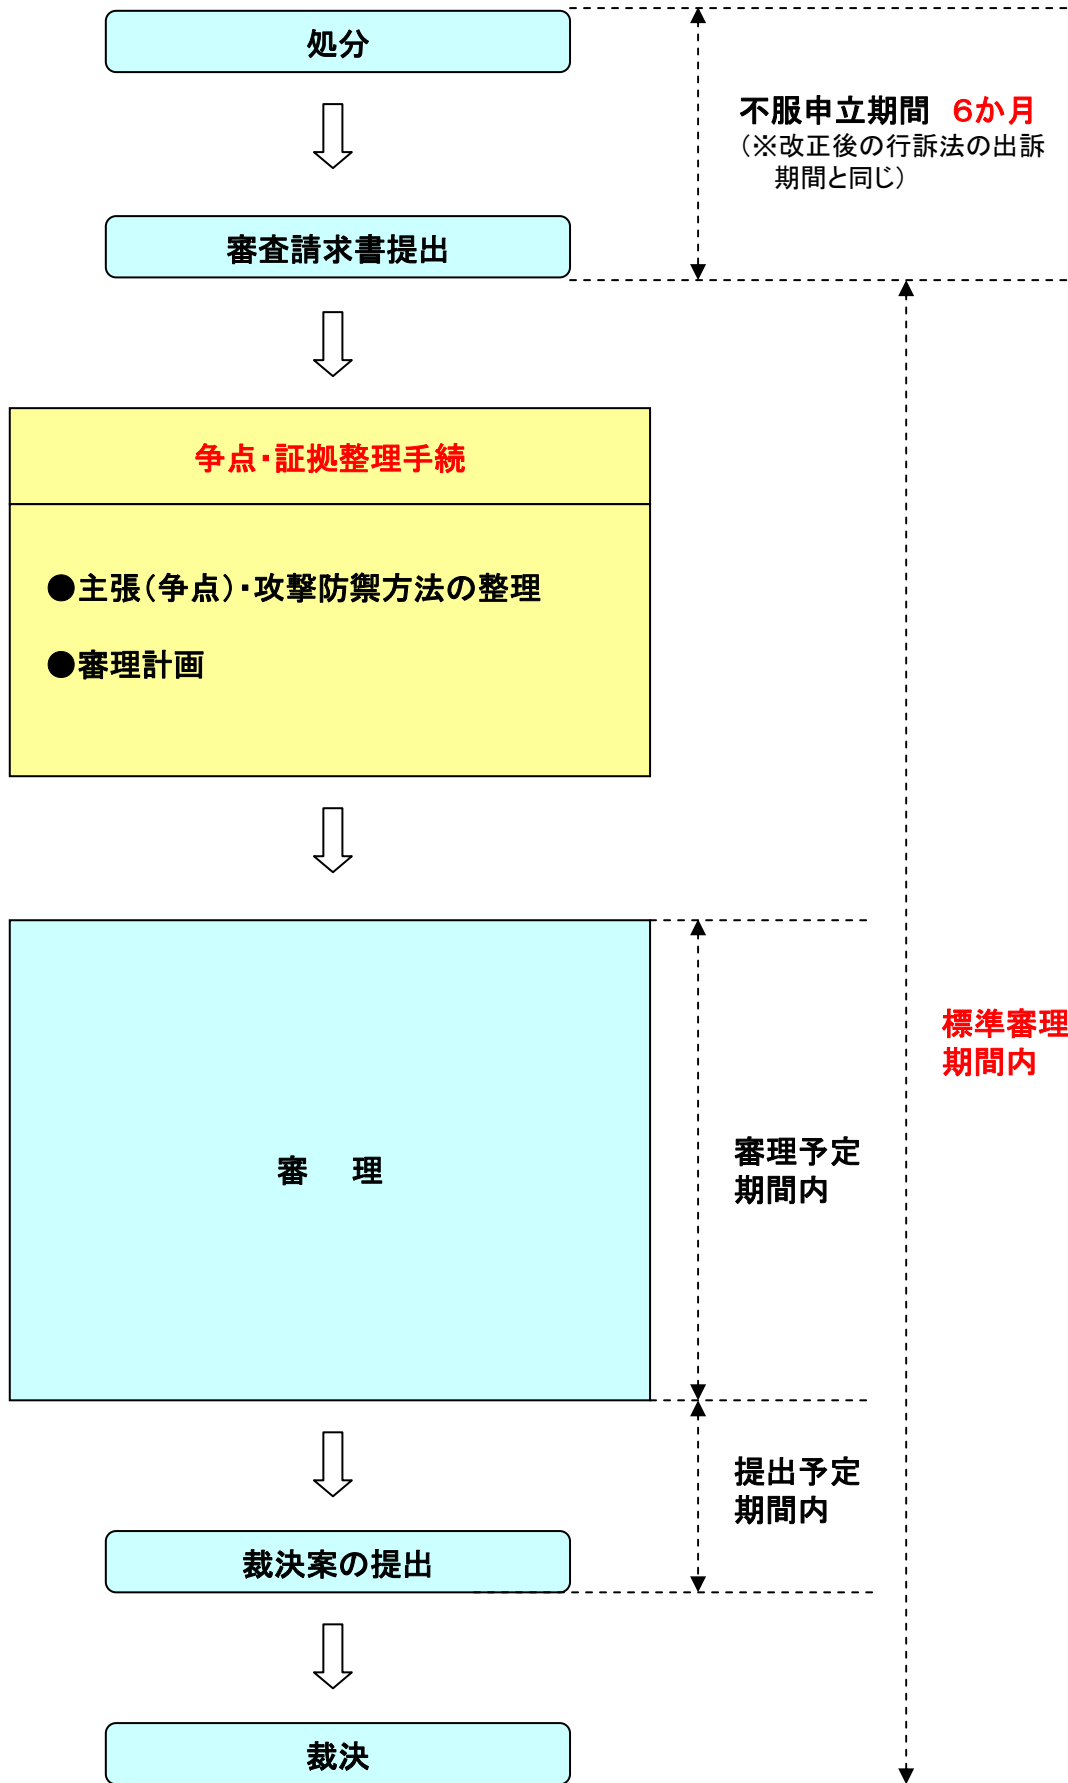 処分
不服申立期間　６か月
（※改正後の行訴法の出訴
期間と同じ）
審査請求書提出
争点・証拠整理手続
●主張（争点）・攻撃防禦方法の整理
●審理計画
標準審理
期間内
審理予定
期間内
審　理
提出予定
期間内
裁決案の提出
裁決